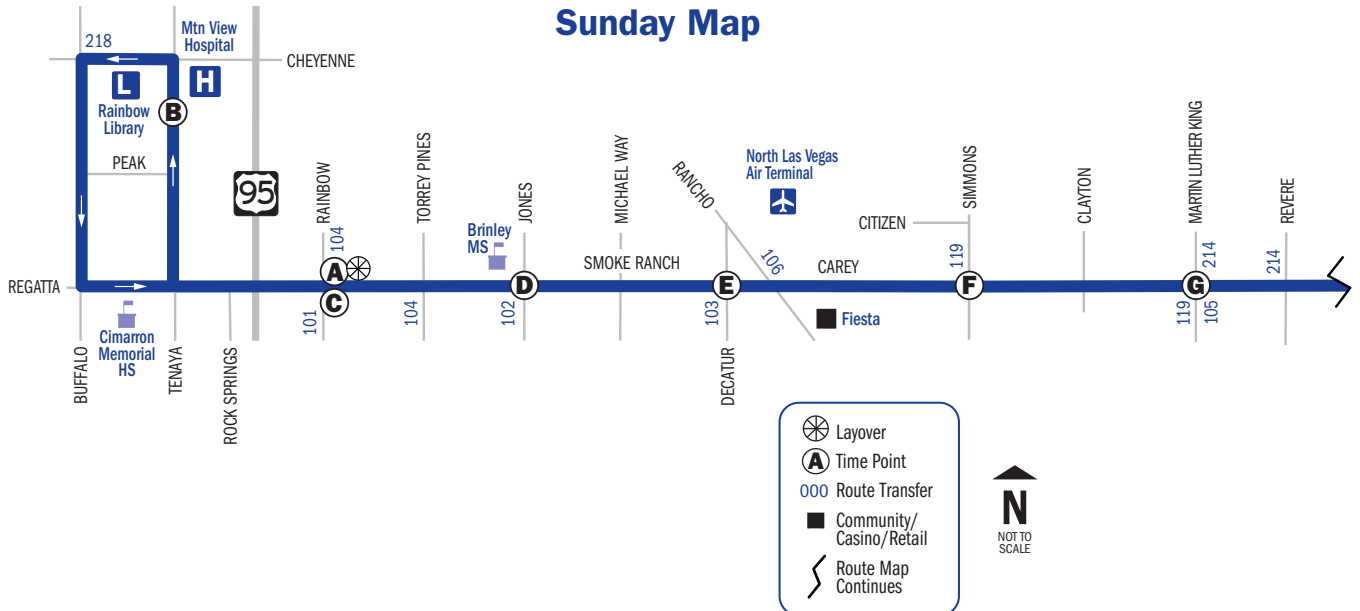 Sunday Map
218
Mtn View
Hospital
CHEYENNE
L
H
Rainbow
Library
B
PEAK
95
RAINBOW
104
TORREY PINES
JONES
MICHAEL WAY
RANCHO
North Las Vegas
Air Terminal
CITIZEN
SIMMONS
CLAYTON
MARTIN LUTHER KING
REVERE
Brinley
MS
SMOKE RANCH
106
CAREY
119
214
214
REGATTA
A
C
D
E
F
G
101
104
102
103
119
105
Fiesta
Cimarron
Memorial
HS
BUFFALO
TENAYA
ROCK SPRINGS
DECATUR
Layover
A Time Point
000 Route Transfer
Community/
Casino/Retail
Route Map
Continues
N
NOT TO
SCALE